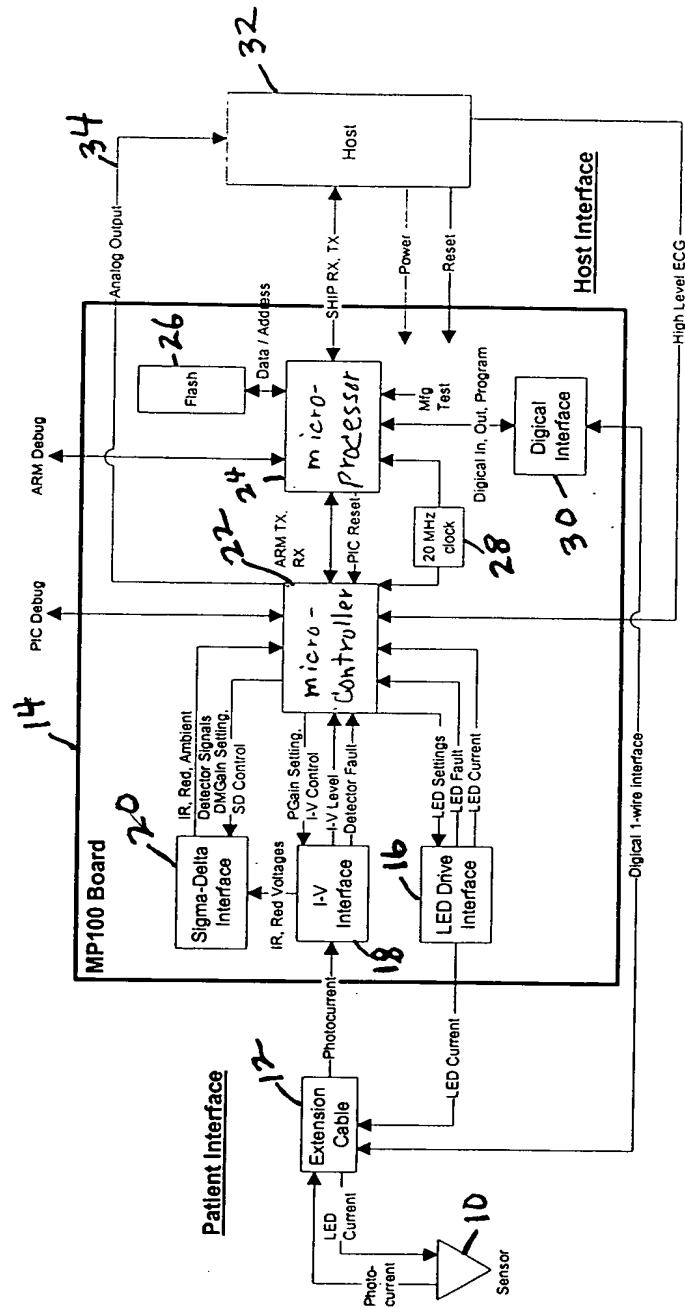 Patient Interface
Host Interface
MP100 Board
14
PIC Debug
ARM Debug
Analog Output
34
20
Sigma-Delta
Interface
IR, Red, Ambient
Detector Signals
DMGain Setting,
SD Control
IR, Red Voltages
I-V
Interface
18
PGain Setting,
I-V Control
I-V Level
Detector Fault
LED Drive
Interface
16
LED Settings
LED Fault
LED Current
micro-
controller
22
ARM TX,
RX
PIC Reset
micro-
processor
24
Flash
26
Data / Address
SHIP RX, TX
Mfg
Test
20 MHz
clock
28
Digical In, Out, Program
Digical
Interface
30
Host
32
Power
Reset
High Level ECG
Digical 1-wire interface
Extension
Cable
12
Photocurrent
LED Current
LED
Current
Photo-
current
Sensor
10